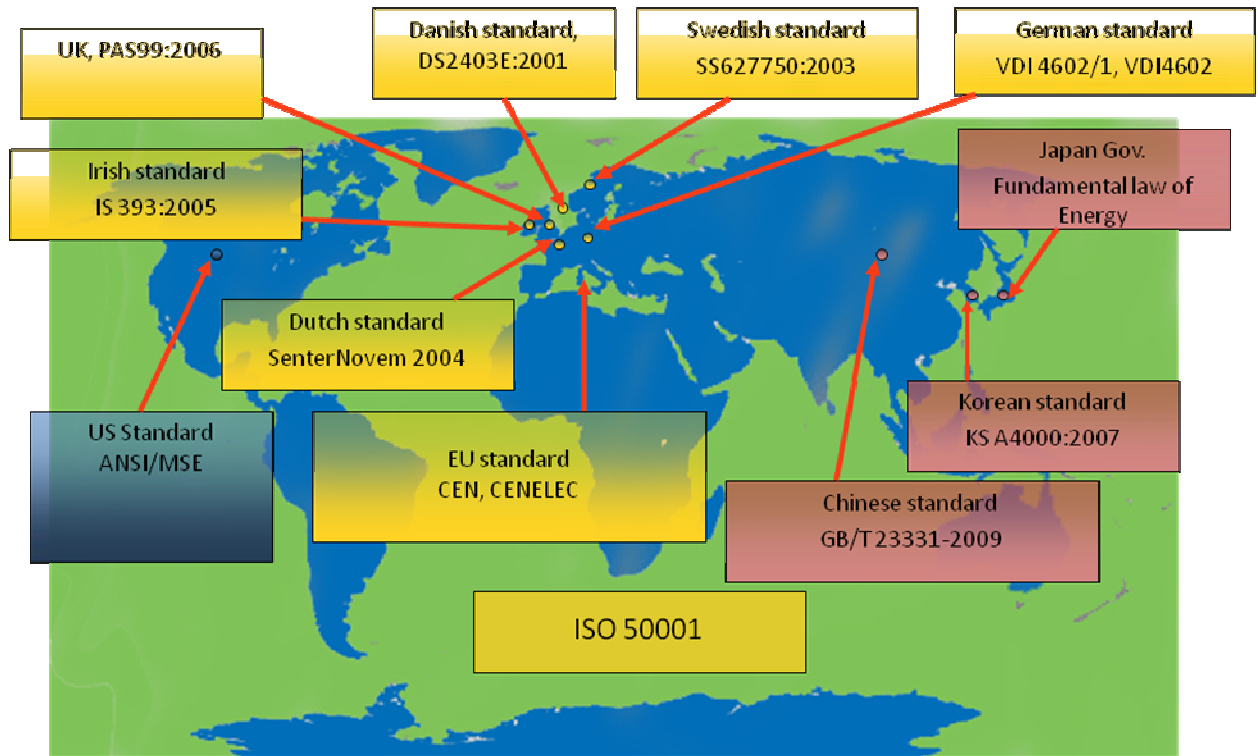 UK, PAS99:2006
Danish standard,
DS2403E:2001
Swedish standard
SS627750:2003
German standard
VDI 4602/1, VDI4602
Irish standard
IS 393:2005
Japan Gov.
Fundamental law of
Energy
Dutch standard
SenterNovem 2004
Korean standard
KS A4000:2007
US Standard
ANSI/MSE
EU standard
CEN, CENELEC
Chinese standard
GB/T23331-2009
ISO 50001